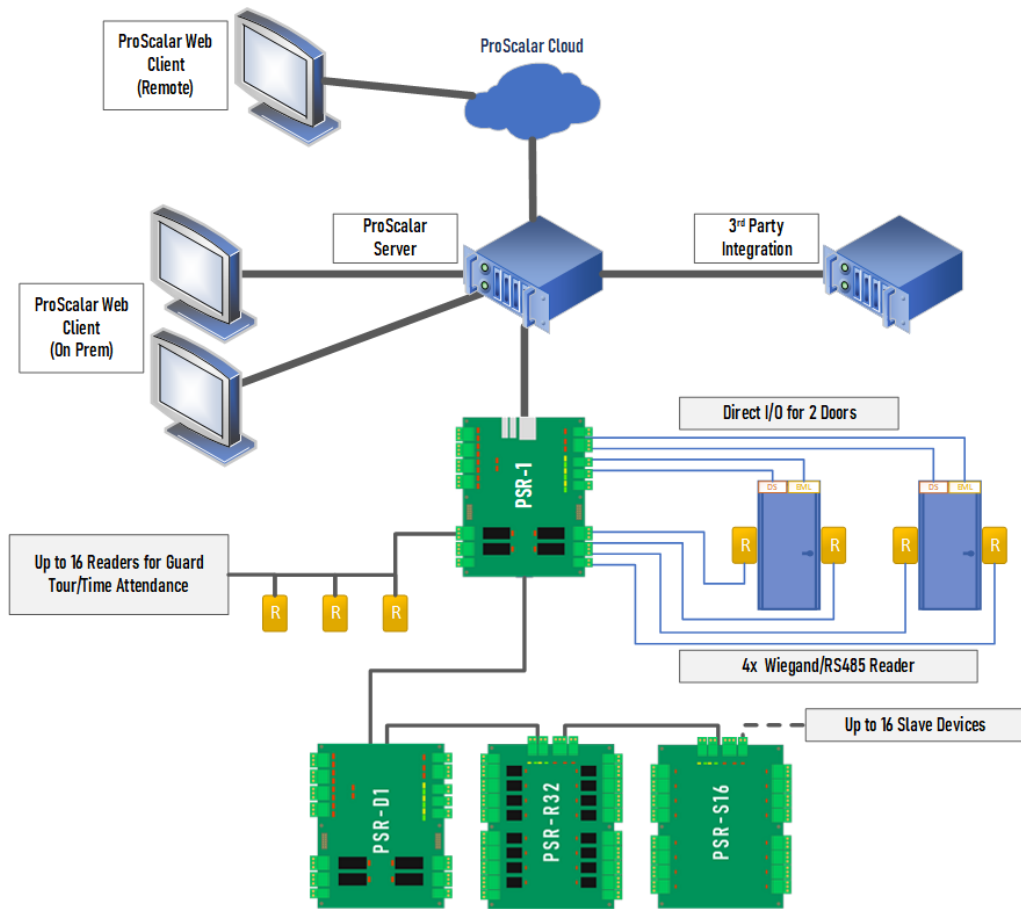 ProScalar Web
Client
(Remote)
ProScalar Cloud
ProScalar
Server
3rd Party
Integration
ProScalar Web
Client
(On Prem)
Direct I/O for 2 Doors
PSR-1
DS
EML
DS
EML
R
R
R
R
Up to 16 Readers for Guard
Tour/Time Attendance
R
R
R
4x Wiegand/RS485 Reader
Up to 16 Slave Devices
PSR-D1
PSR-R32
PSR-S16